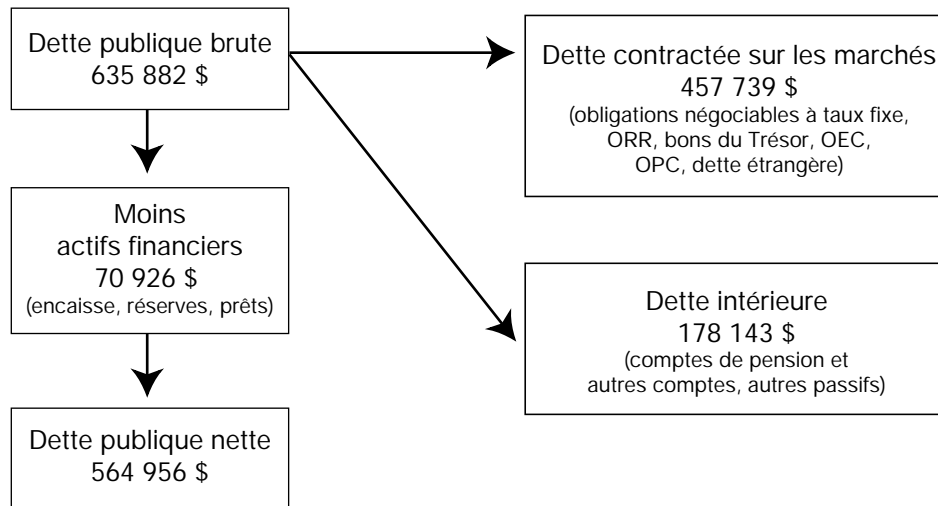 Dette publique brute
635 882 $
Dette contractée sur les marchés
457 739 $
(obligations négociables à taux fixe,
ORR, bons du Trésor, OEC,
OPC, dette étrangère)
Moins
actifs financiers
70 926 $
(encaisse, réserves, prêts)
Dette intérieure
178 143 $
(comptes de pension et
autres comptes, autres passifs)
Dette publique nette
564 956 $